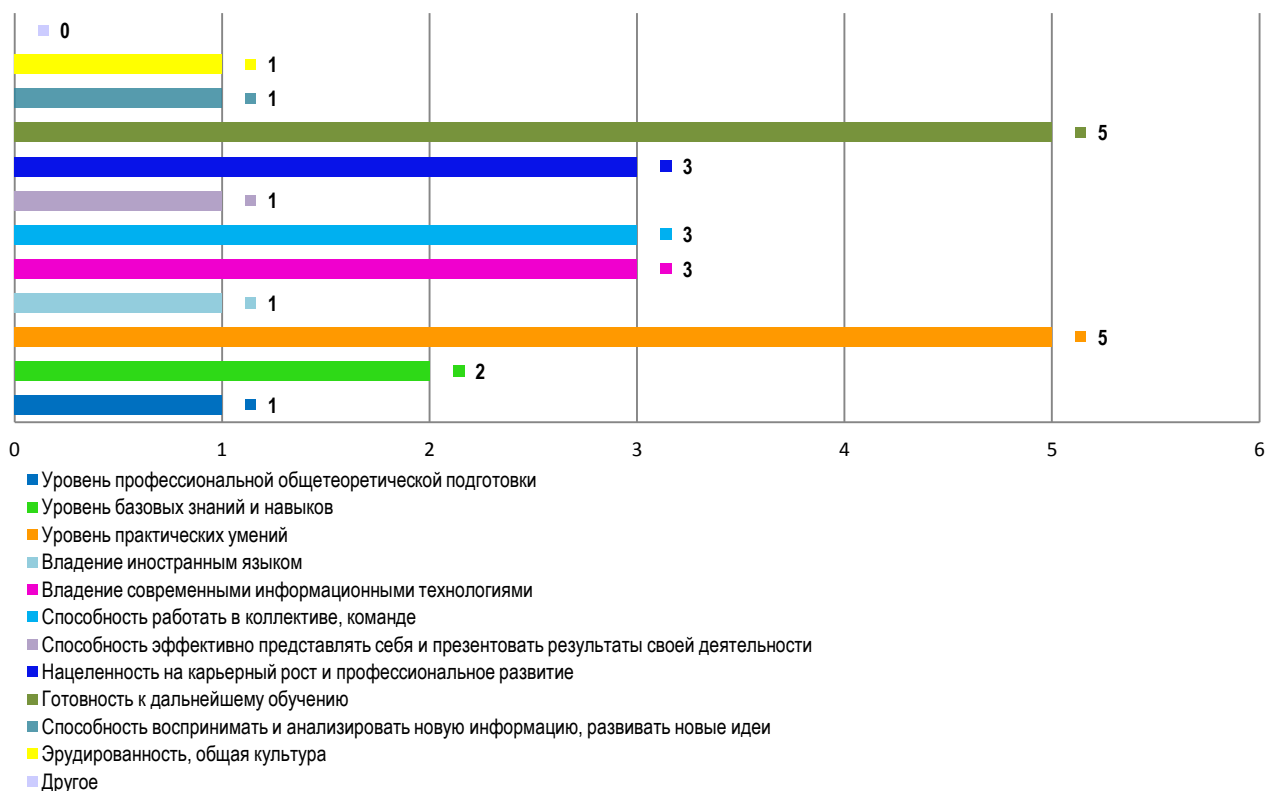 0
1
1
5
3
1
3
3
1
5
2
1
0 1 2 3 4 5 6
Уровень профессиональной общетеоретической подготовки
Уровень базовых знаний и навыков
Уровень практических умений
Владение иностранным языком
Владение современными информационными технологиями
Способность работать в коллективе, команде
Способность эффективно представлять себя и презентовать результаты своей деятельности
Нацеленность на карьерный рост и профессиональное развитие
Готовность к дальнейшему обучению
Способность воспринимать и анализировать новую информацию, развивать новые идеи
Эрудированность, общая культура
Другое